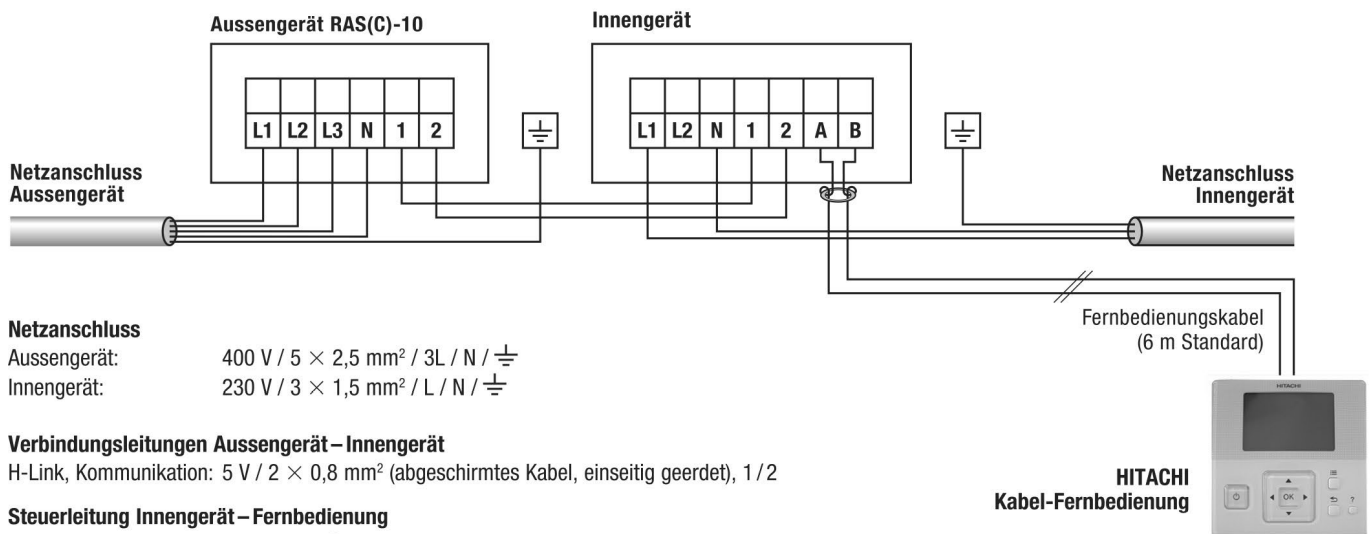 Aussengerät RAS(C)-10
Innengerät
L1 L2 L3 N 1 2
L1 L2 N 1 2 A B
Netzanschluss
Aussengerät
Netzanschluss
Innengerät
Fernbedienungskabel
(6 m Standard)
Netzanschluss
Aussengerät: 400 V / 5 × 2,5 mm² / 3L / N / ⏚
Innengerät: 230 V / 3 × 1,5 mm² / L / N / ⏚
Verbindungsleitungen Aussengerät – Innengerät
H-Link, Kommunikation: 5 V / 2 × 0,8 mm² (abgeschirmtes Kabel, einseitig geerdet), 1 / 2
Steuerleitung Innengerät – Fernbedienung
HITACHI
Kabel-Fernbedienung
HITACHI
OK
?